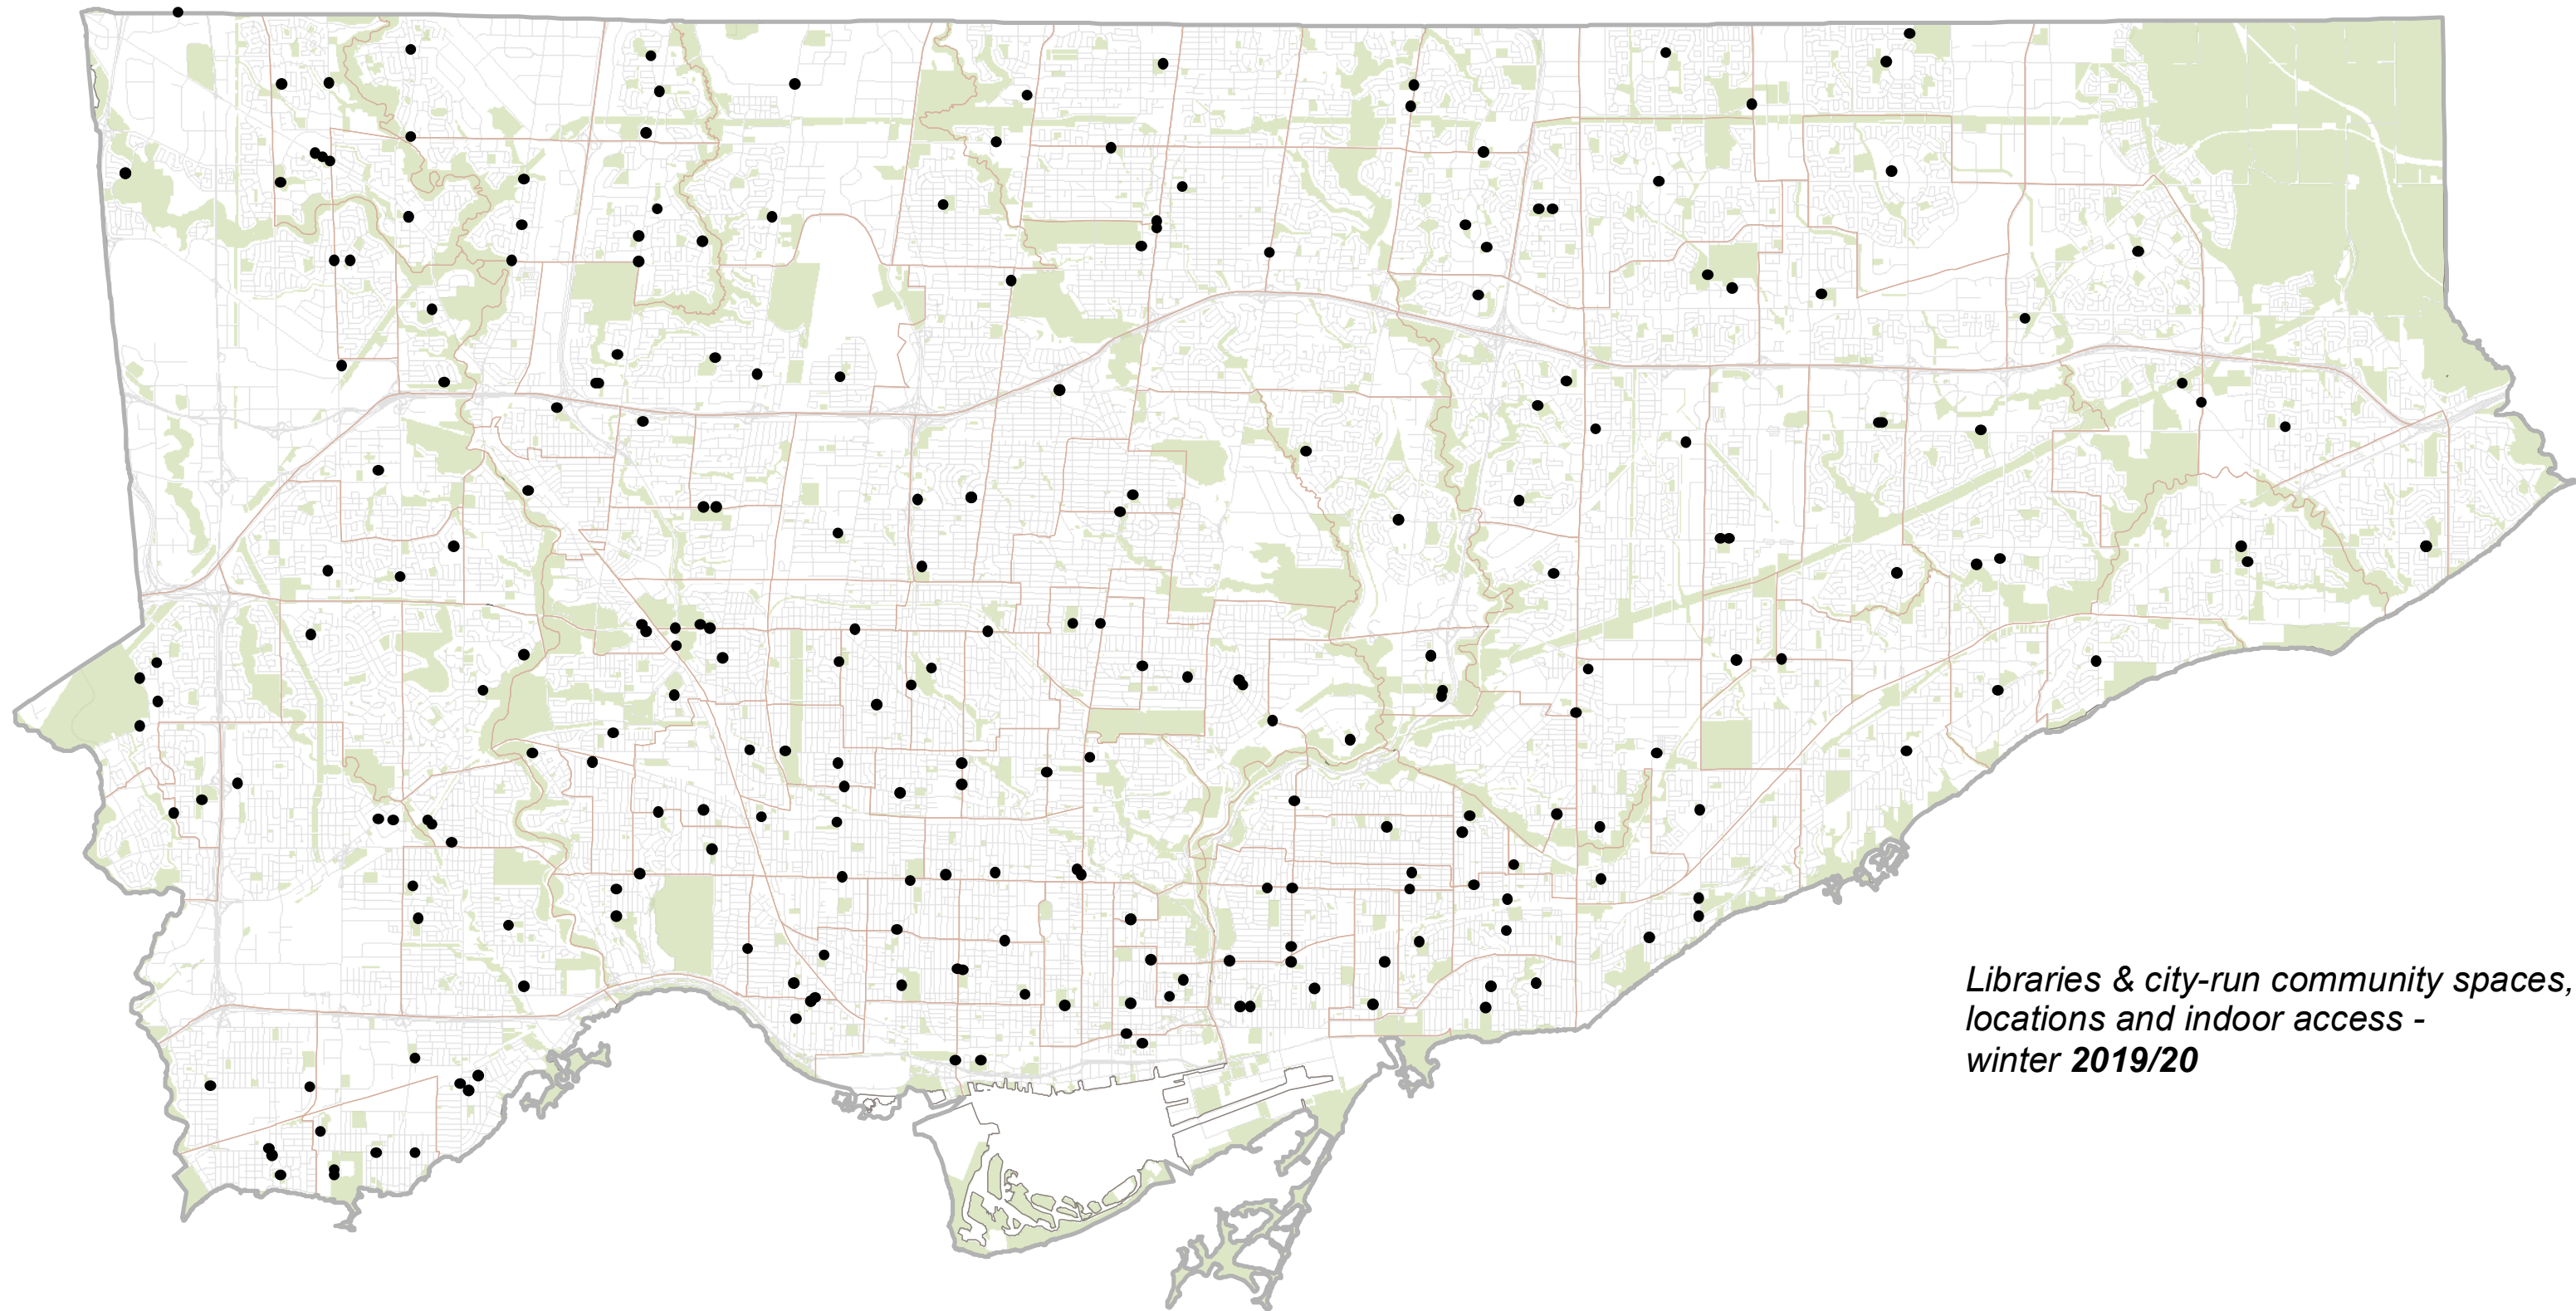 Libraries & city-run community spaces,
locations and indoor access -
winter 2019/20